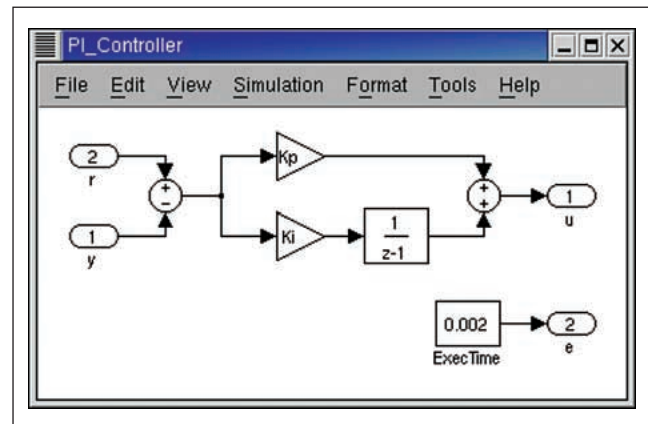 PI_Controller
File Edit View Simulation Format Tools Help
2
r
Kp
+
-
+
+
1
u
1
y
Ki
1
z-1
0.002
ExecTime
2
e